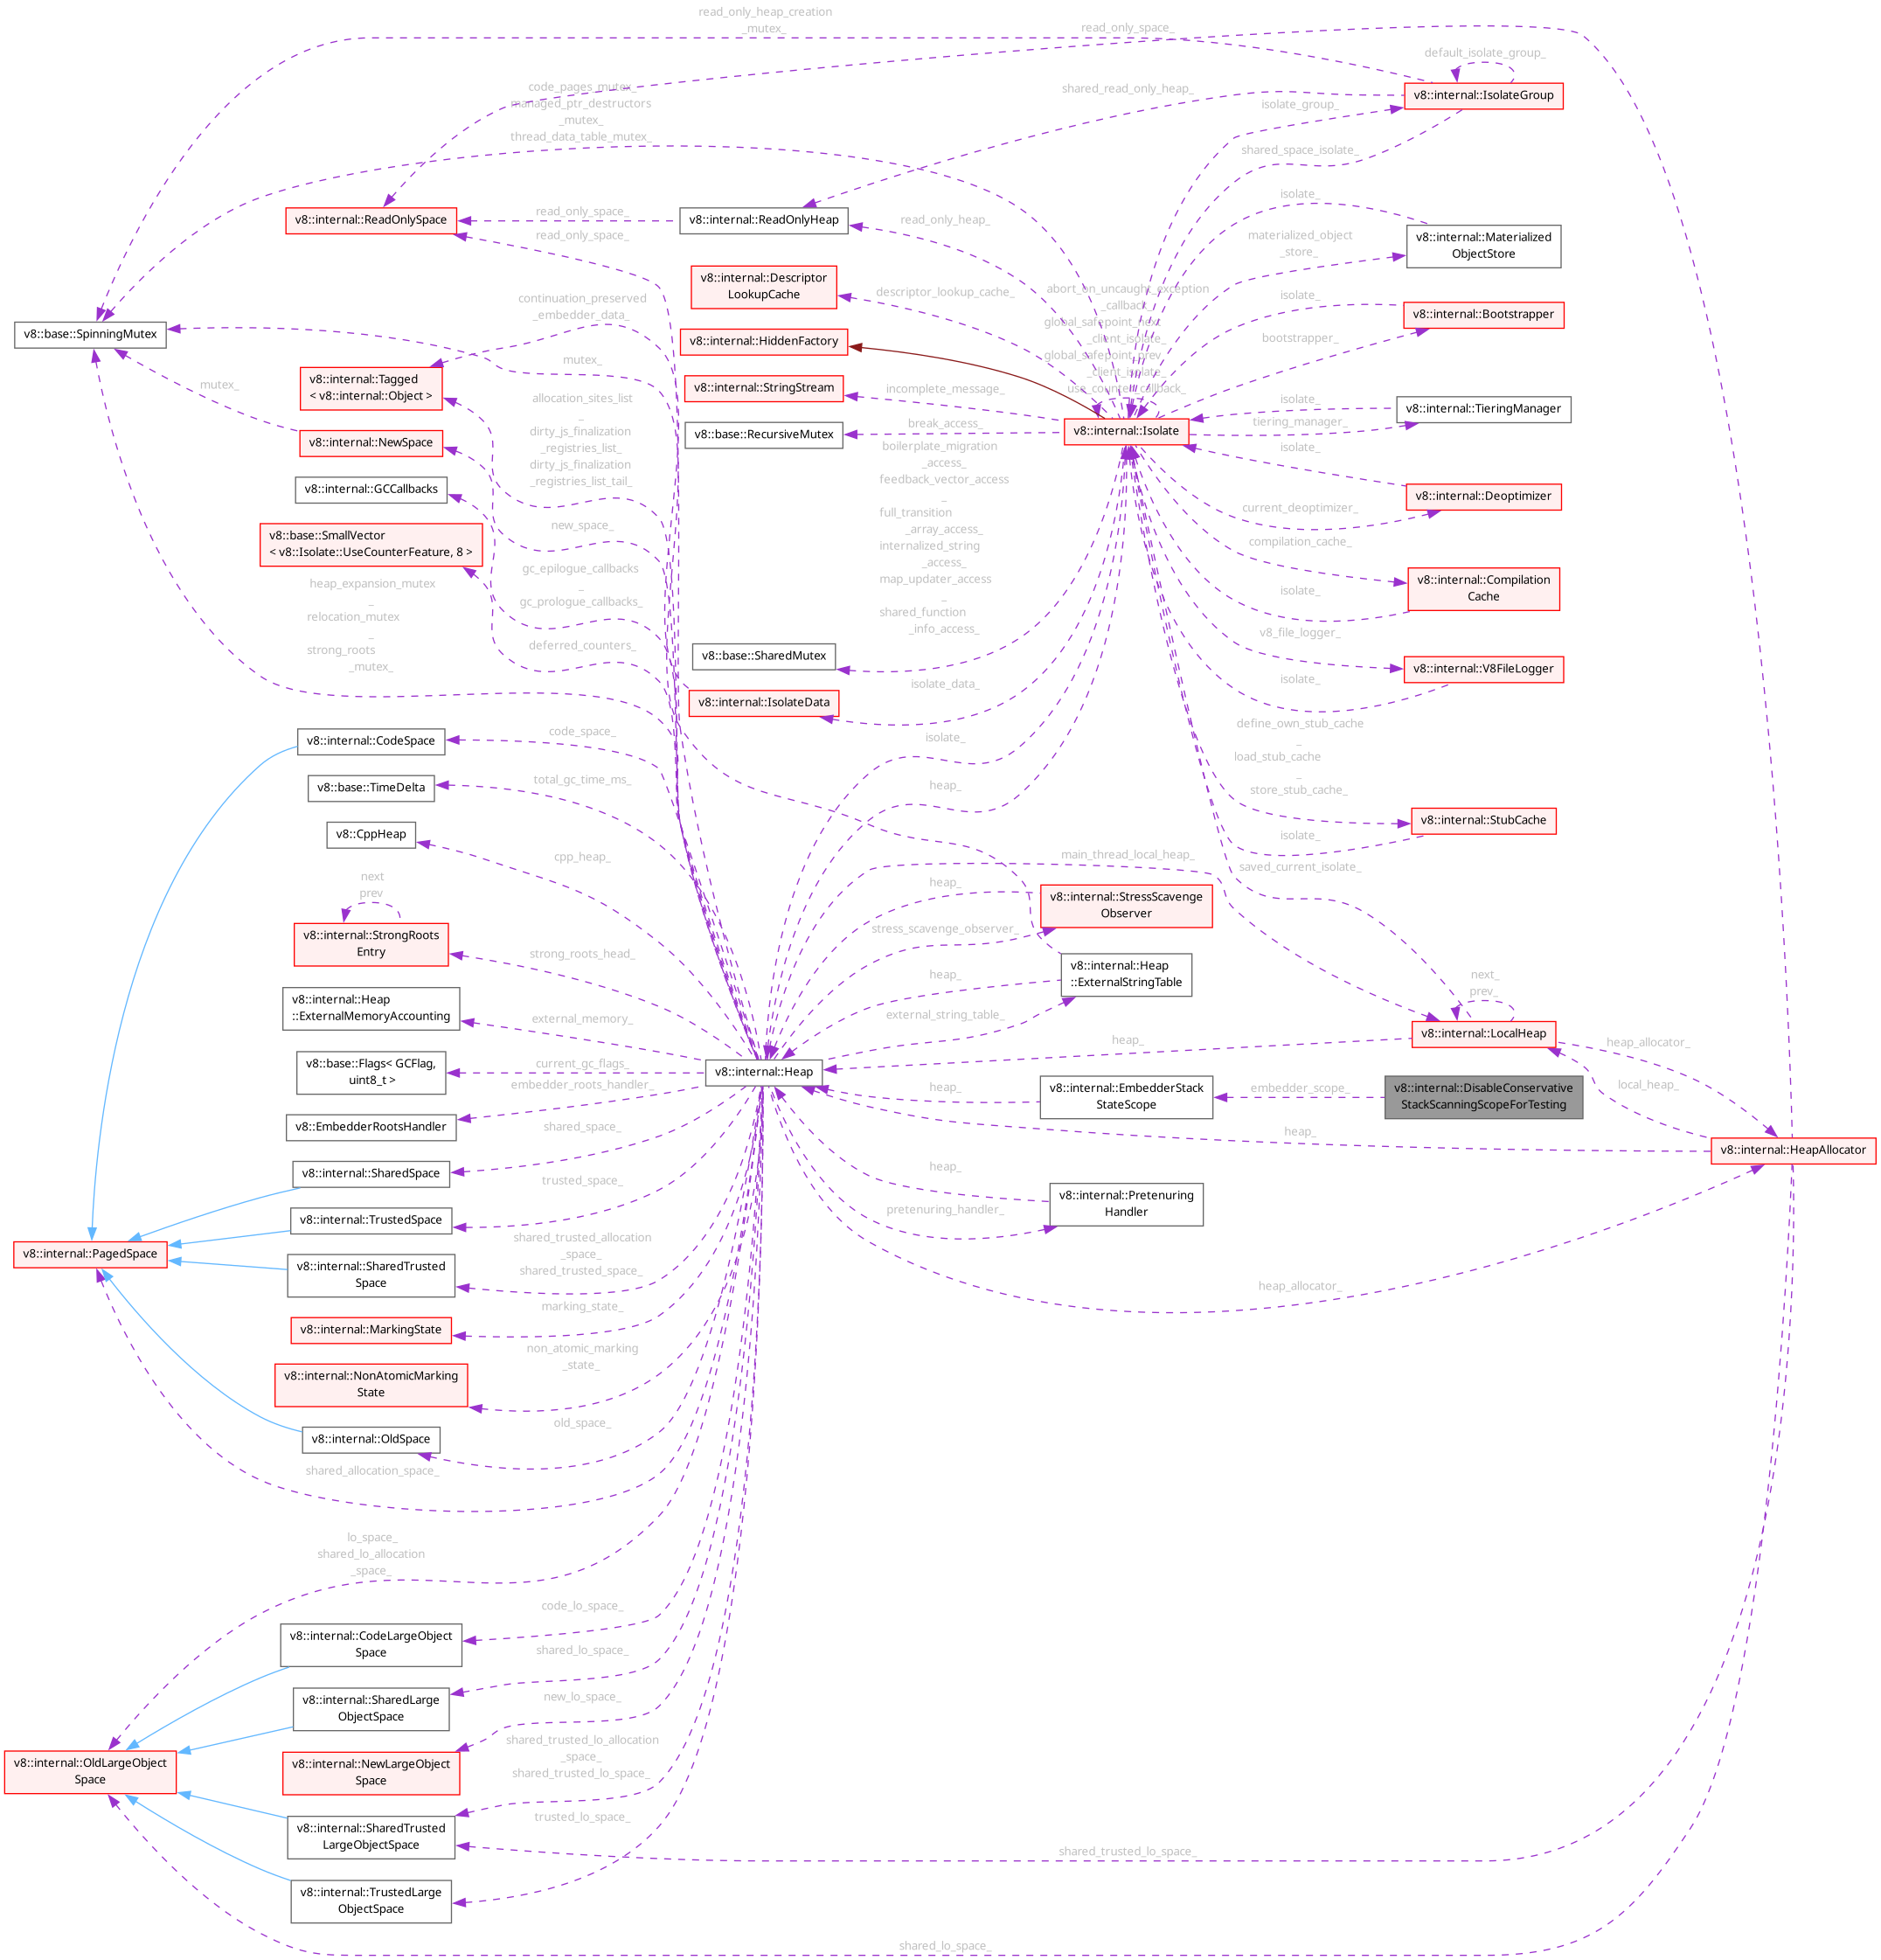 read_only_heap_creation
_mutex_
read_only_space_
default_isolate_group_
v8::internal::IsolateGroup
code_pages_mutex_
managed_ptr_destructors
_mutex_
thread_data_table_mutex_
shared_read_only_heap_
isolate_group_
shared_space_isolate_
v8::internal::ReadOnlySpace
read_only_space_
v8::internal::ReadOnlyHeap
read_only_heap_
isolate_
v8::internal::Materialized
ObjectStore
materialized_object
_store_
read_only_space_
v8::internal::Descriptor
LookupCache
descriptor_lookup_cache_
abort_on_uncaught_exception
_callback_
global_safepoint_next
_client_isolate_
global_safepoint_prev
_client_isolate_
use_counter_callback_
isolate_
v8::internal::Bootstrapper
bootstrapper_
v8::base::SpinningMutex
continuation_preserved
_embedder_data_
v8::internal::HiddenFactory
mutex_
v8::internal::Tagged
< v8::internal::Object >
mutex_
v8::internal::StringStream
incomplete_message_
isolate_
v8::internal::TieringManager
tiering_manager_
allocation_sites_list
_
dirty_js_finalization
_registries_list_
dirty_js_finalization
_registries_list_tail_
v8::internal::NewSpace
v8::base::RecursiveMutex
break_access_
v8::internal::Isolate
isolate_
v8::internal::GCCallbacks
boilerplate_migration
_access_
feedback_vector_access
_
full_transition
_array_access_
internalized_string
_access_
map_updater_access
_
shared_function
_info_access_
v8::internal::Deoptimizer
current_deoptimizer_
v8::base::SmallVector
< v8::Isolate::UseCounterFeature, 8 >
new_space_
compilation_cache_
v8::internal::Compilation
Cache
isolate_
gc_epilogue_callbacks
_
gc_prologue_callbacks_
heap_expansion_mutex
_
relocation_mutex
_
strong_roots
_mutex_
deferred_counters_
v8::base::SharedMutex
v8_file_logger_
v8::internal::V8FileLogger
isolate_
v8::internal::IsolateData
isolate_data_
v8::internal::CodeSpace
code_space_
isolate_
define_own_stub_cache
_
load_stub_cache
_
store_stub_cache_
v8::base::TimeDelta
total_gc_time_ms_
heap_
v8::internal::StubCache
isolate_
v8::CppHeap
cpp_heap_
main_thread_local_heap_
saved_current_isolate_
next
prev
heap_
v8::internal::StressScavenge
Observer
v8::internal::StrongRoots
Entry
strong_roots_head_
stress_scavenge_observer_
heap_
v8::internal::Heap
::ExternalStringTable
next_
prev_
v8::internal::Heap
::ExternalMemoryAccounting
external_memory_
external_string_table_
v8::internal::LocalHeap
heap_
heap_allocator_
v8::base::Flags< GCFlag,
uint8_t >
current_gc_flags_
v8::internal::Heap
heap_
v8::internal::EmbedderStack
StateScope
embedder_scope_
v8::internal::DisableConservative
StackScanningScopeForTesting
local_heap_
embedder_roots_handler_
v8::EmbedderRootsHandler
shared_space_
heap_
v8::internal::HeapAllocator
v8::internal::SharedSpace
trusted_space_
heap_
v8::internal::Pretenuring
Handler
pretenuring_handler_
v8::internal::TrustedSpace
v8::internal::PagedSpace
shared_trusted_allocation
_space_
shared_trusted_space_
v8::internal::SharedTrusted
Space
heap_allocator_
marking_state_
v8::internal::MarkingState
non_atomic_marking
_state_
v8::internal::NonAtomicMarking
State
old_space_
v8::internal::OldSpace
shared_allocation_space_
lo_space_
shared_lo_allocation
_space_
code_lo_space_
v8::internal::CodeLargeObject
Space
shared_lo_space_
v8::internal::SharedLarge
ObjectSpace
new_lo_space_
v8::internal::OldLargeObject
Space
v8::internal::NewLargeObject
Space
shared_trusted_lo_allocation
_space_
shared_trusted_lo_space_
v8::internal::SharedTrusted
LargeObjectSpace
trusted_lo_space_
shared_trusted_lo_space_
v8::internal::TrustedLarge
ObjectSpace
shared_lo_space_